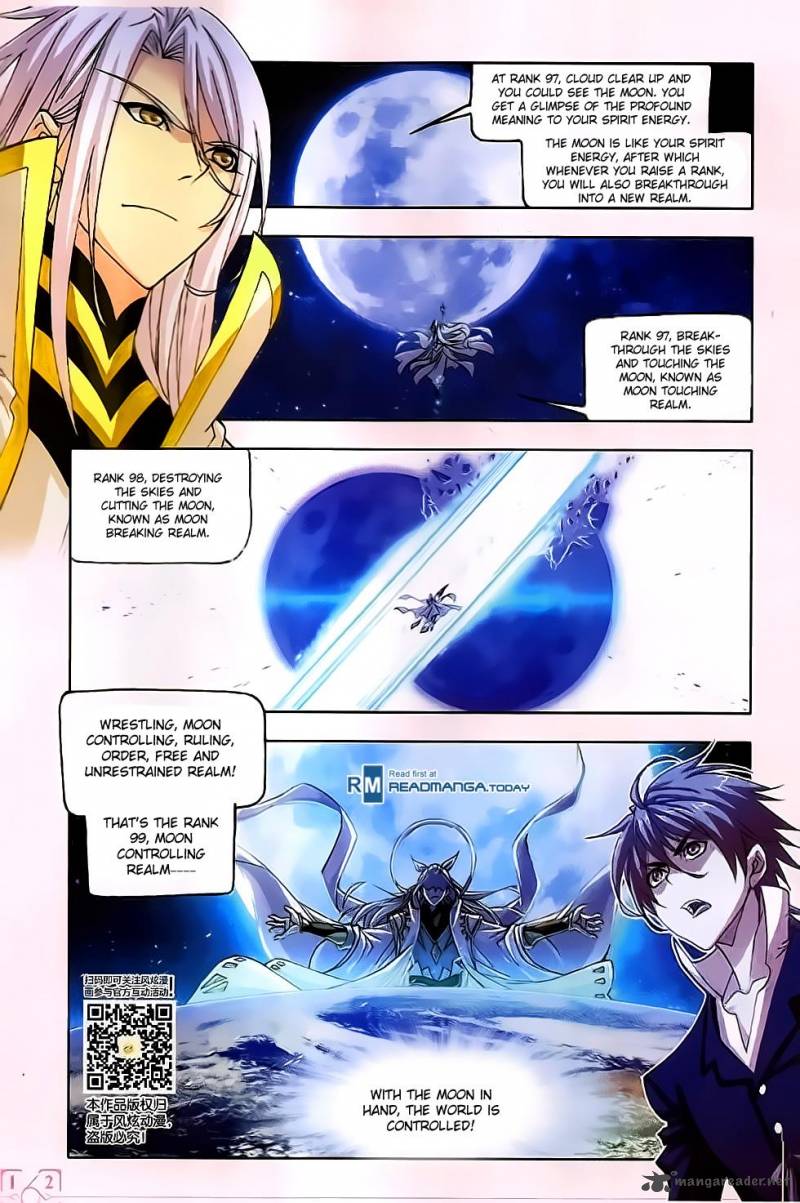 AT RANK 97, CLOUD CLEAR UP AND
YOU COULD SEE THE MOON. YOU
GET A GLIMPSE OF THE PROFOUND
MEANING TO YOUR SPIRIT ENERGY.
THE MOON IS LIKE YOUR SPIRIT
ENERGY, AFTER WHICH
WHENEVER YOU RAISE A RANK,
YOU WILL ALSO BREAKTHROUGH
INTO A NEW REALM.
RANK 97, BREAK-
THROUGH THE SKIES
AND TOUCHING THE
MOON, KNOWN AS
MOON TOUCHING
REALM.
RANK 98, DESTROYING
THE SKIES AND
CUTTING THE MOON,
KNOWN AS MOON
BREAKING REALM.
WRESTLING, MOON
CONTROLLING, RULING,
ORDER, FREE AND
UNRESTRAINED REALM!
THAT'S THE RANK
99, MOON
CONTROLLING
REALM----
RM
Read first at
READMANGA.TODAY
扫码即可关注风炫漫
画参与官方互动活动!
本作品版权归
属于风炫动漫,
盗版必究!
WITH THE MOON IN
HAND, THE WORLD IS
CONTROLLED!
1 2
mangareader.net